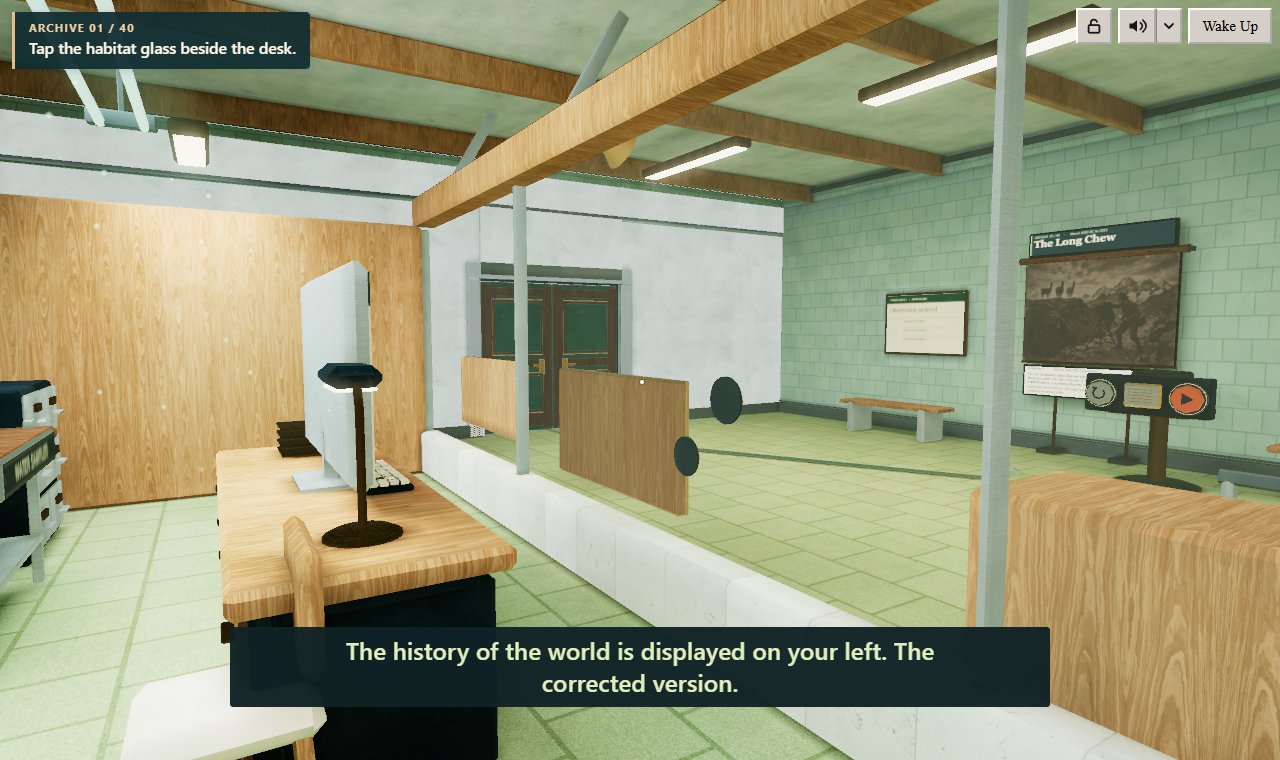 ARCHIVE 01 / 40
Tap the habitat glass beside the desk.
Wake Up
The Long Chew
Observation protocol
The history of the world is displayed on your left. The
corrected version.